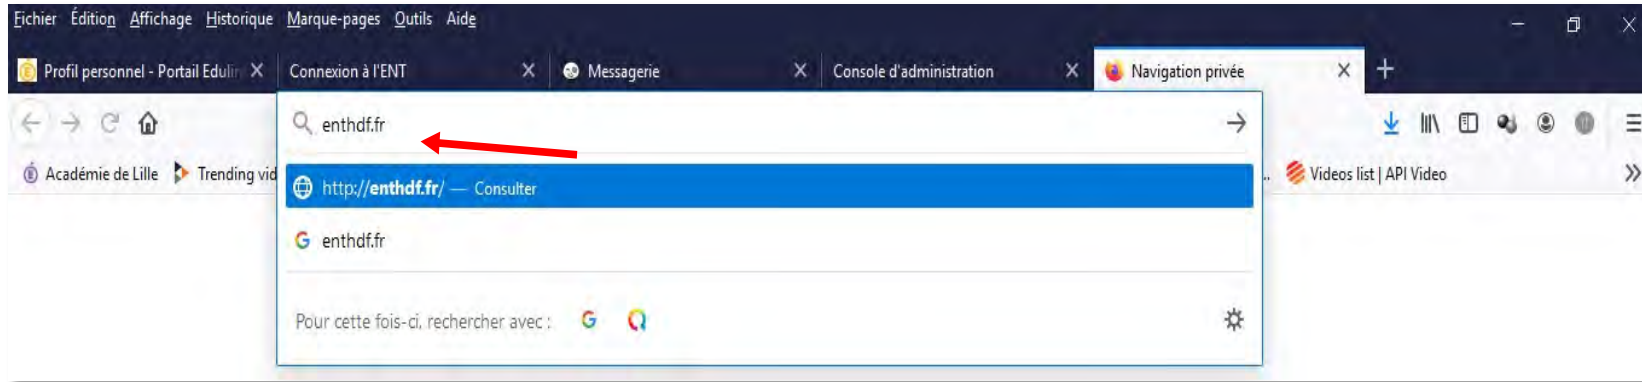 Fichier Édition Affichage Historique Marque-pages Outils Aide
Profil personnel - Portail Edulin Connexion à l'ENT Messagerie Console d'administration Navigation privée
enthdf.fr
Académie de Lille Trending vid .. Videos list | API Video
http://enthdf.fr/ — Consulter
enthdf.fr
Pour cette fois-ci, rechercher avec :